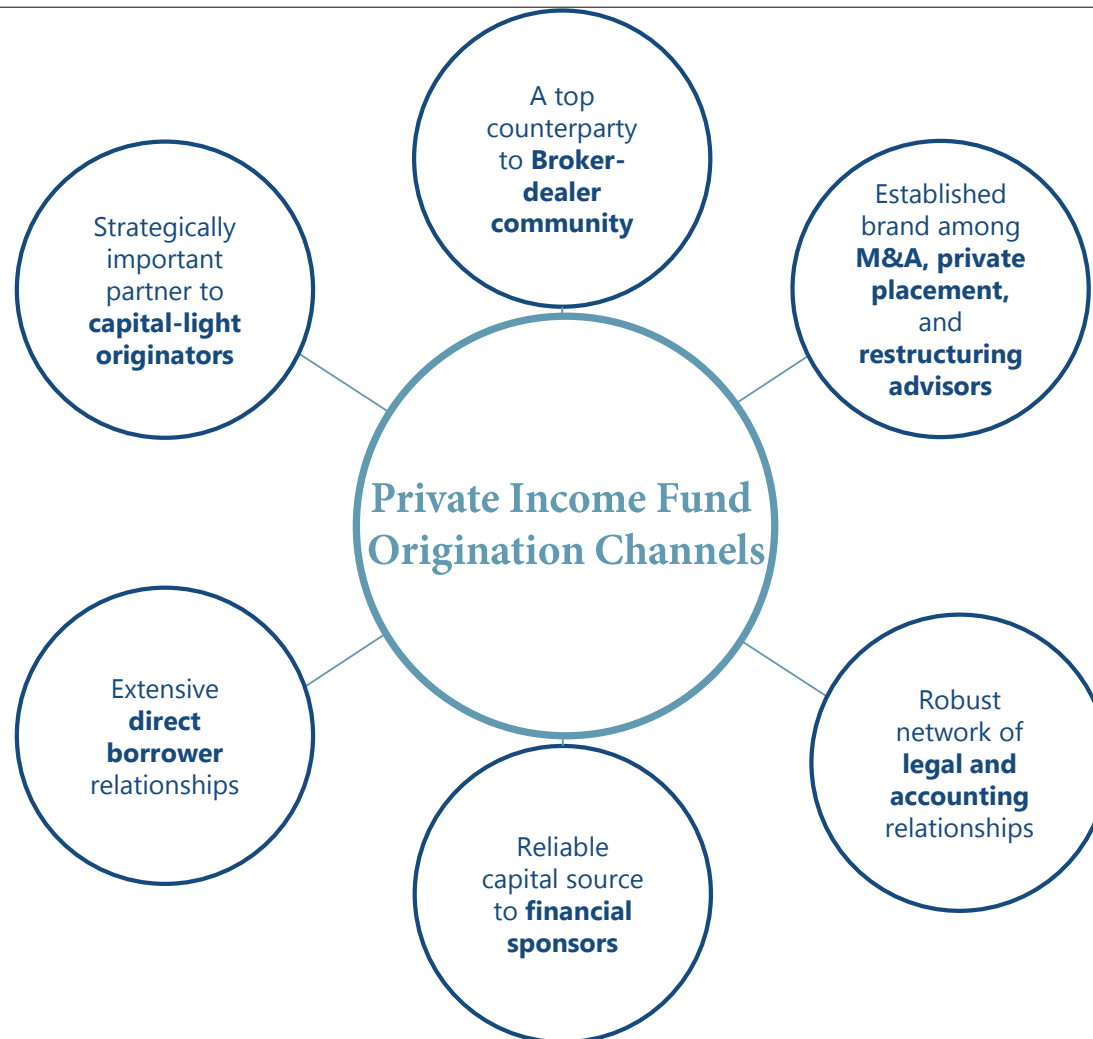 A top
counterparty
to Broker-
dealer
community
Established
brand among
M&A, private
placement,
and
restructuring
advisors
Strategically
important
partner to
capital-light
originators
Private Income Fund
Origination Channels
Extensive
direct
borrower
relationships
Robust
network of
legal and
accounting
relationships
Reliable
capital source
to financial
sponsors